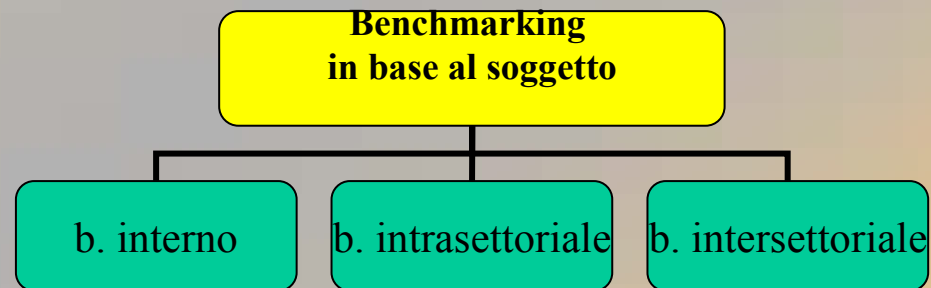 Benchmarking
in base al soggetto
b. interno
b. intrasettoriale
b. intersettoriale